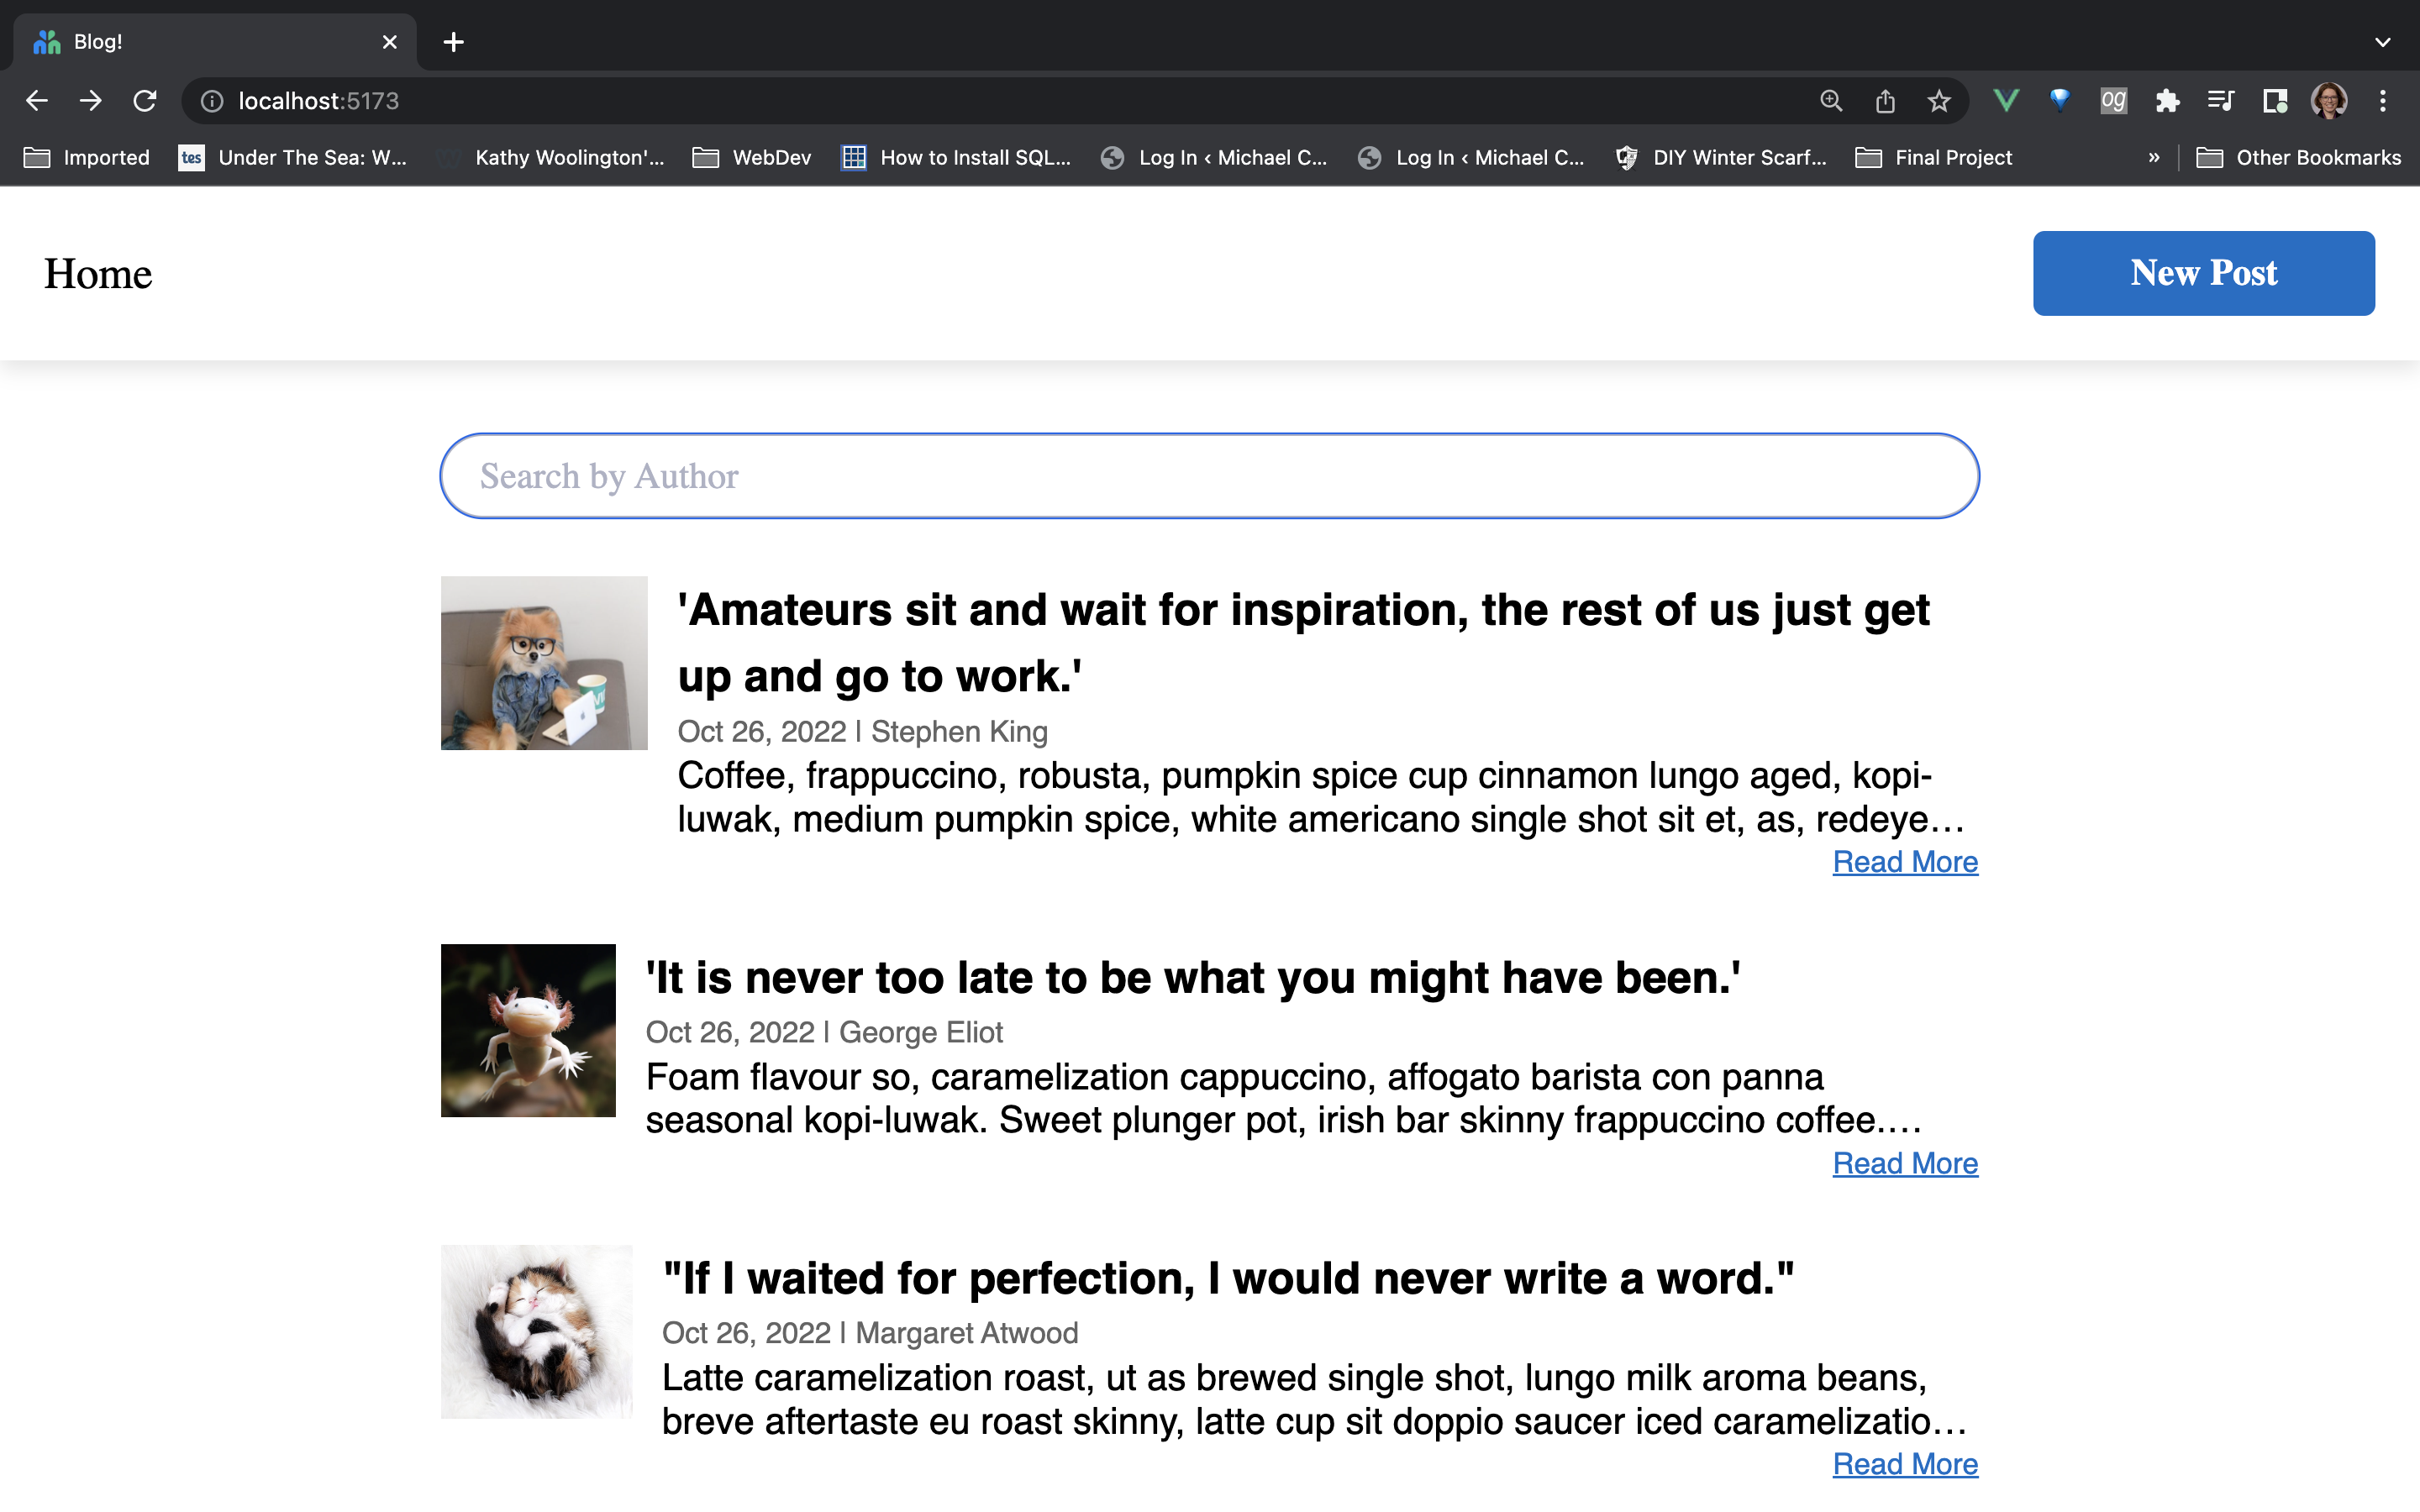 Blog!
localhost:5173
og
Imported
tes
Under The Sea: W...
Kathy Woolington'...
WebDev
How to Install SQL...
Log In ‹ Michael C...
Log In ‹ Michael C...
DIY Winter Scarf...
Final Project
»
Other Bookmarks
Home
New Post
Search by Author
'Amateurs sit and wait for inspiration, the rest of us just get
up and go to work.'
Oct 26, 2022 | Stephen King
Coffee, frappuccino, robusta, pumpkin spice cup cinnamon lungo aged, kopi-
luwak, medium pumpkin spice, white americano single shot sit et, as, redeye…
Read More
'It is never too late to be what you might have been.'
Oct 26, 2022 | George Eliot
Foam flavour so, caramelization cappuccino, affogato barista con panna
seasonal kopi-luwak. Sweet plunger pot, irish bar skinny frappuccino coffee.…
Read More
"If I waited for perfection, I would never write a word."
Oct 26, 2022 | Margaret Atwood
Latte caramelization roast, ut as brewed single shot, lungo milk aroma beans,
breve aftertaste eu roast skinny, latte cup sit doppio saucer iced caramelizatio…
Read More